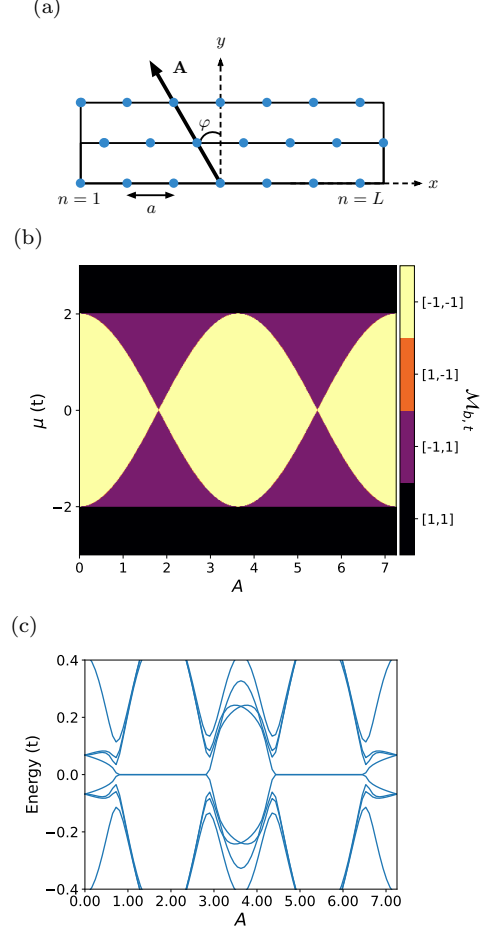 (a)
y
A
φ
x
n = 1
a
n = L
(b)
2
0
−2
μ (t)
0 1 2 3 4 5 6 7
A
[-1,-1]
[1,-1]
[-1,1]
[1,1]
ℳb,t
(c)
0.4
0.2
0.0
−0.2
−0.4
Energy (t)
0.00 1.00 2.00 3.00 4.00 5.00 6.00 7.00
A